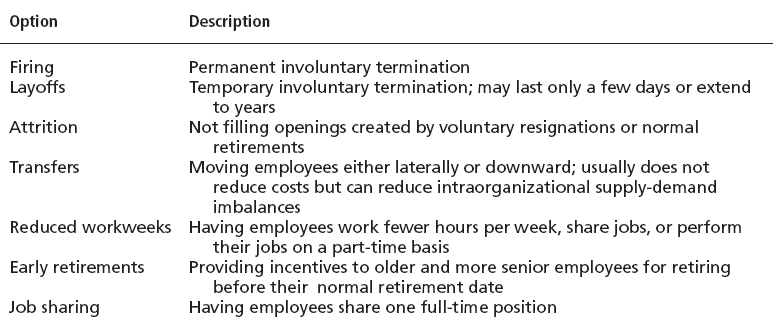 Option Description
Firing Permanent involuntary termination
Layoffs Temporary involuntary termination; may last only a few days or extend
to years
Attrition Not filling openings created by voluntary resignations or normal
retirements
Transfers Moving employees either laterally or downward; usually does not
reduce costs but can reduce intraorganizational supply-demand
imbalances
Reduced workweeks Having employees work fewer hours per week, share jobs, or perform
their jobs on a part-time basis
Early retirements Providing incentives to older and more senior employees for retiring
before their normal retirement date
Job sharing Having employees share one full-time position